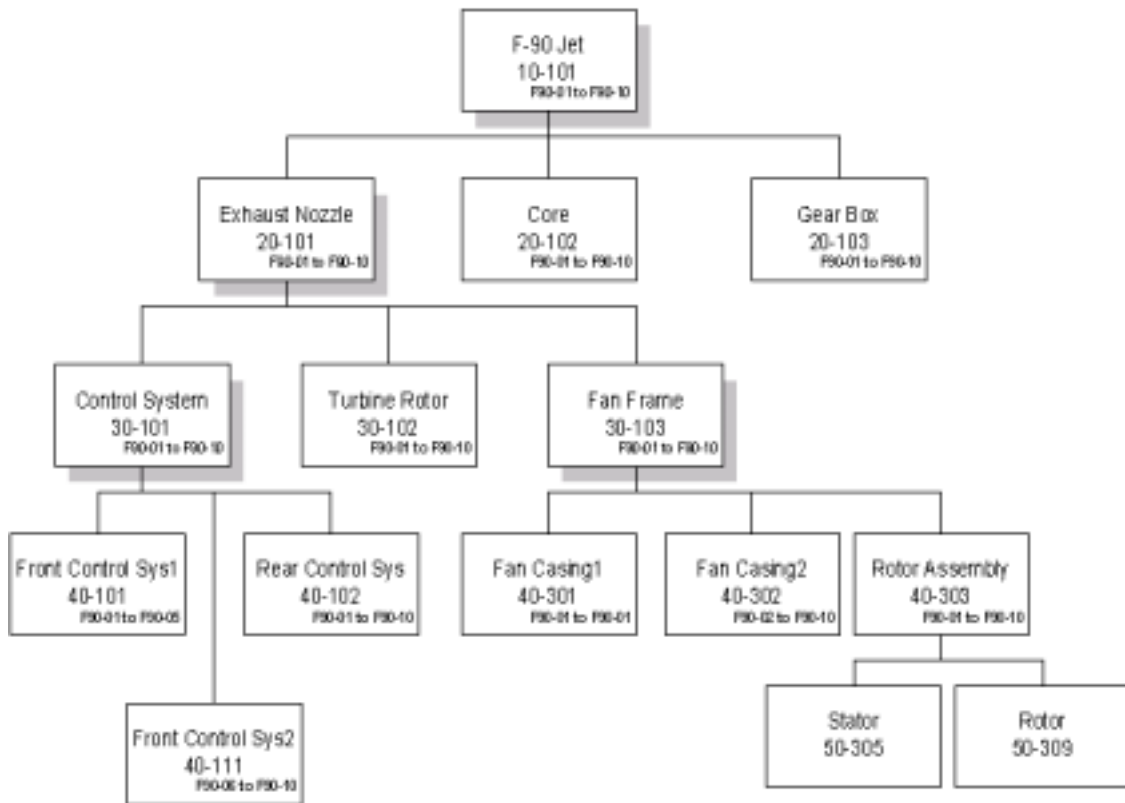 F-90 Jet
10-101
F90-01 to F90-10
Exhaust Nozzle
20-101
F90-01 to F90-10
Core
20-102
F90-01 to F90-10
Gear Box
20-103
F90-01 to F90-10
Control System
30-101
F90-01 to F90-10
Turbine Rotor
30-102
F90-01 to F90-10
Fan Frame
30-103
F90-01 to F90-10
Front Control Sys1
40-101
F90-01 to F90-05
Rear Control Sys
40-102
F90-01 to F90-10
Fan Casing1
40-301
F90-01 to F90-01
Fan Casing2
40-302
F90-02 to F90-10
Rotor Assembly
40-303
F90-01 to F90-10
Front Control Sys2
40-111
F90-06 to F90-10
Stator
50-305
Rotor
50-309